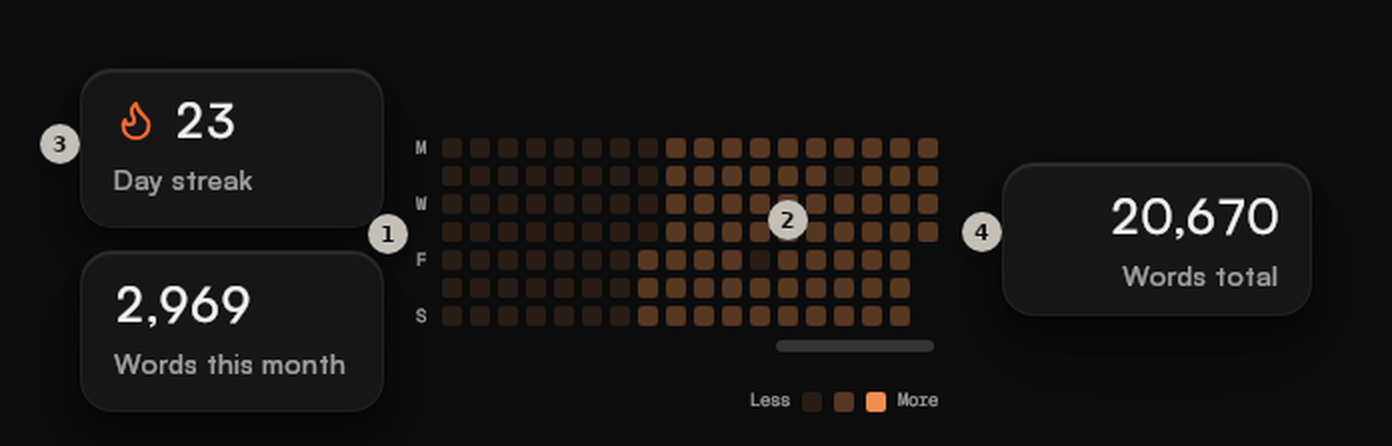 3
23
Day streak
1
2,969
Words this month
M
W
F
S
2
Less
More
4
20,670
Words total